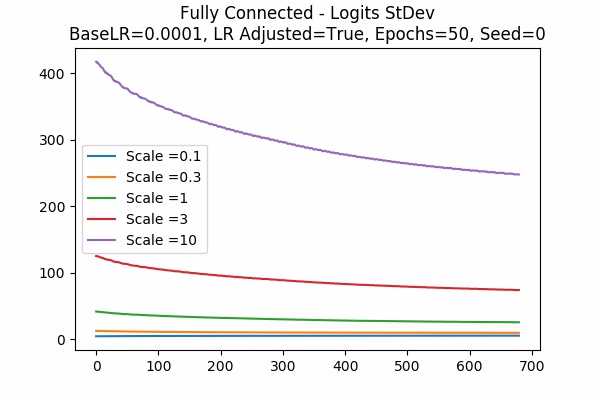 Fully Connected - Logits StDev
BaseLR=0.0001, LR Adjusted=True, Epochs=50, Seed=0
400
300
200
100
0
Scale =0.1
Scale =0.3
Scale =1
Scale =3
Scale =10
0 100 200 300 400 500 600 700